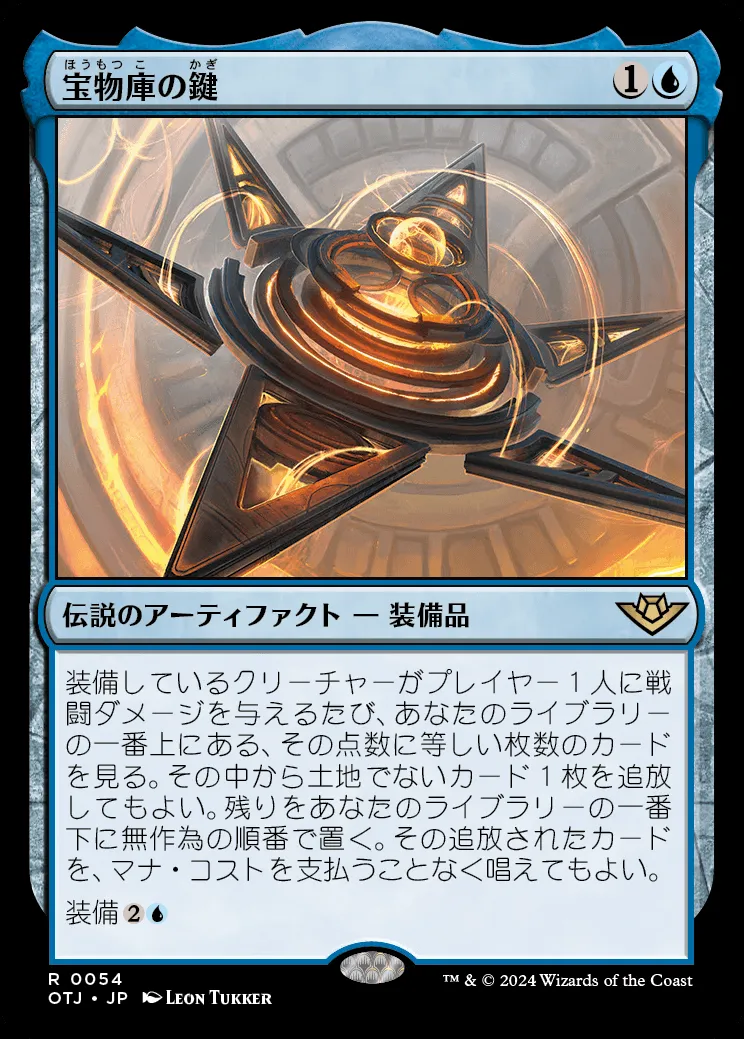 ほうもつこ かぎ
宝物庫の鍵
1
伝説のアーティファクト — 装備品
装備しているクリーチャーがプレイヤー1人に戦
闘ダメージを与えるたび、あなたのライブラリー
の一番上にある、その点数に等しい枚数のカード
を見る。その中から土地でないカード1枚を追放
してもよい。残りをあなたのライブラリーの一番
下に無作為の順番で置く。その追放されたカード
を、マナ・コストを支払うことなく唱えてもよい。
装備 2
R 0054
OTJ • JP LEON TUKKER
™ & © 2024 Wizards of the Coast